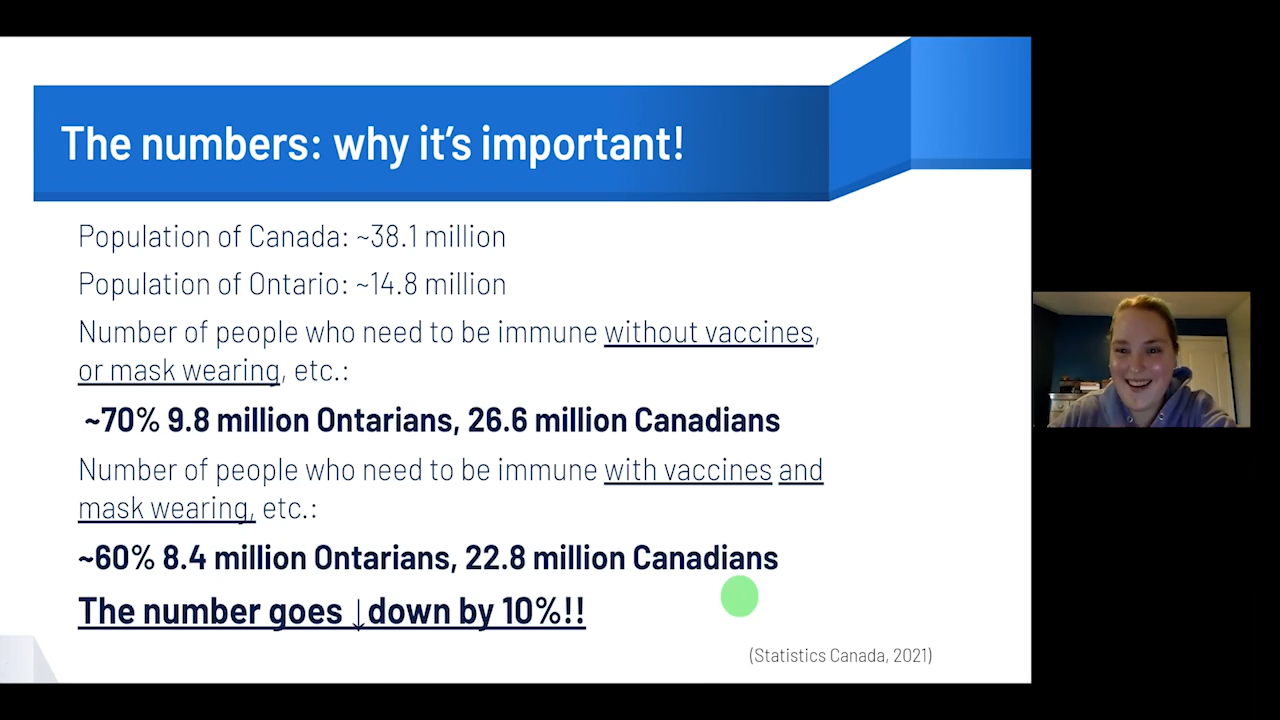 The numbers: why it's important!
Population of Canada: ~38.1 million
Population of Ontario: ~14.8 million
Number of people who need to be immune without vaccines,
or mask wearing, etc.:
~70% 9.8 million Ontarians, 26.6 million Canadians
Number of people who need to be immune with vaccines and
mask wearing, etc.:
~60% 8.4 million Ontarians, 22.8 million Canadians
The number goes ↓down by 10%!!
(Statistics Canada, 2021)